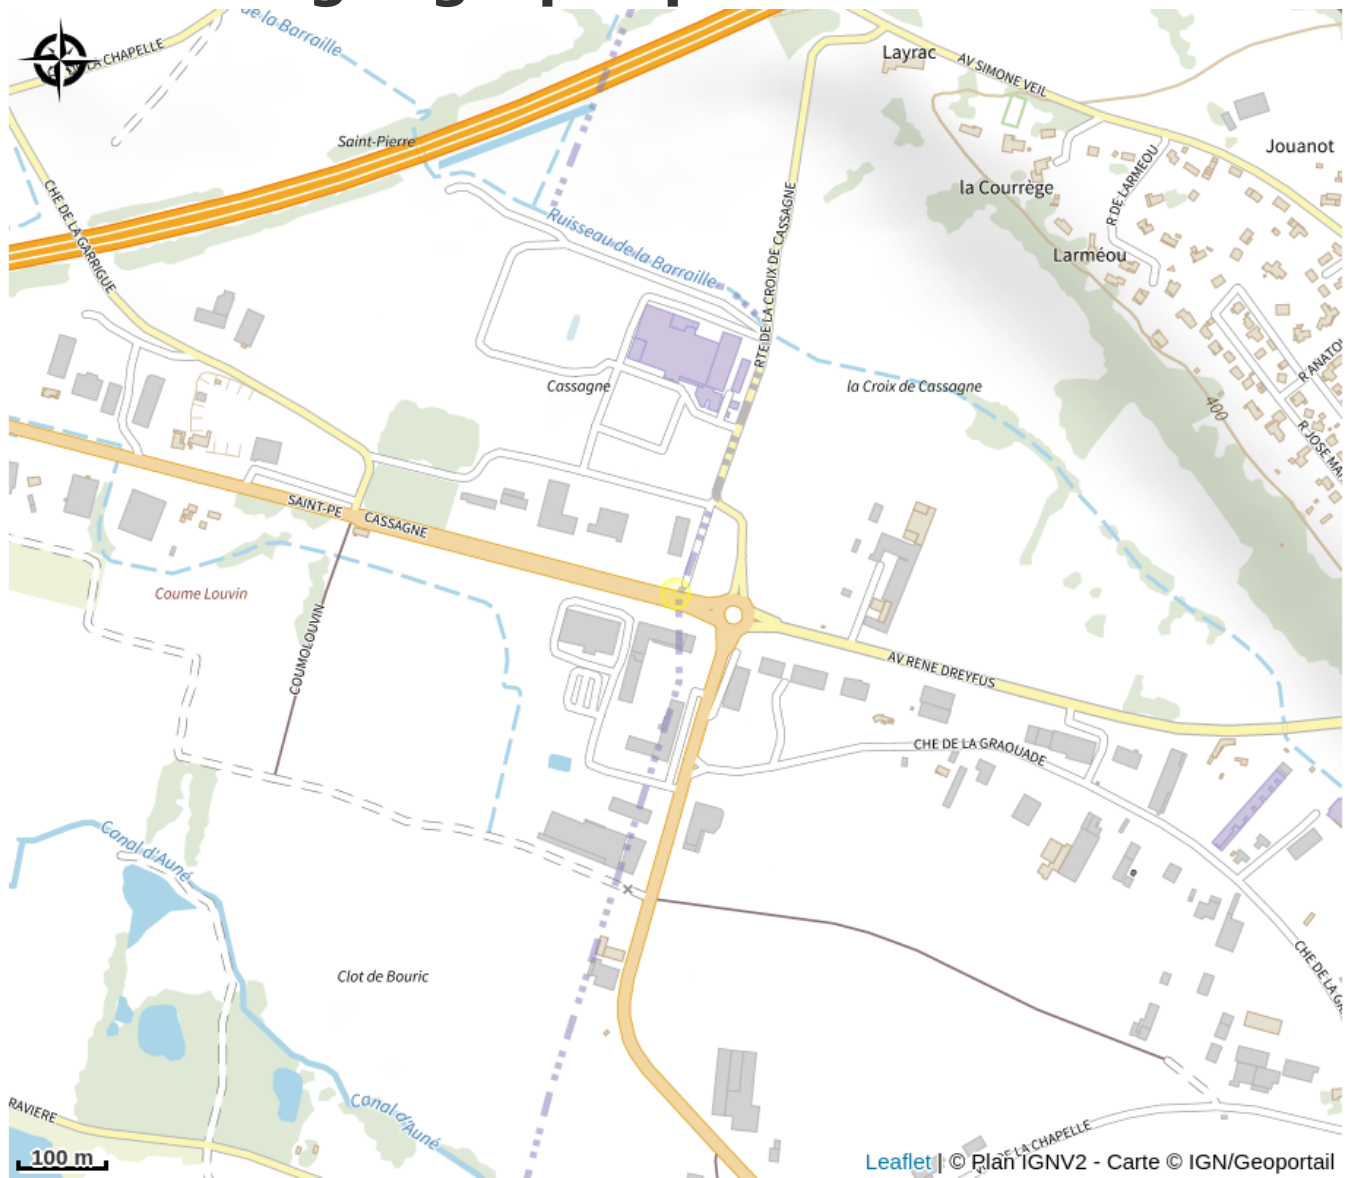 de la Barraille
LA CHAPELLE
Layrac
AV SIMONE VEIL
Saint-Pierre
Jouanot
R DE LARMEOU
la Courrège
CHE DE LA GARRIGUE
RTE DE LA CROIX DE CASSAGNE
Ruisseau de la Barraille
Larméou
R ANATO
Cassagne
la Croix de Cassagne
400
R JOSE MA
SAINT-PE
CASSAGNE
Coume Louvin
COUMOLOUVIN
AV RENE DREYFUS
CHE DE LA GRAOUADE
Canal d'Auné
Clot de Bouric
CHE DE LA G
Canal d'Auné
RAVIERE
DE LA CHAPELLE
100 m
Leaflet | © Plan IGNV2 - Carte © IGN/Geoportail